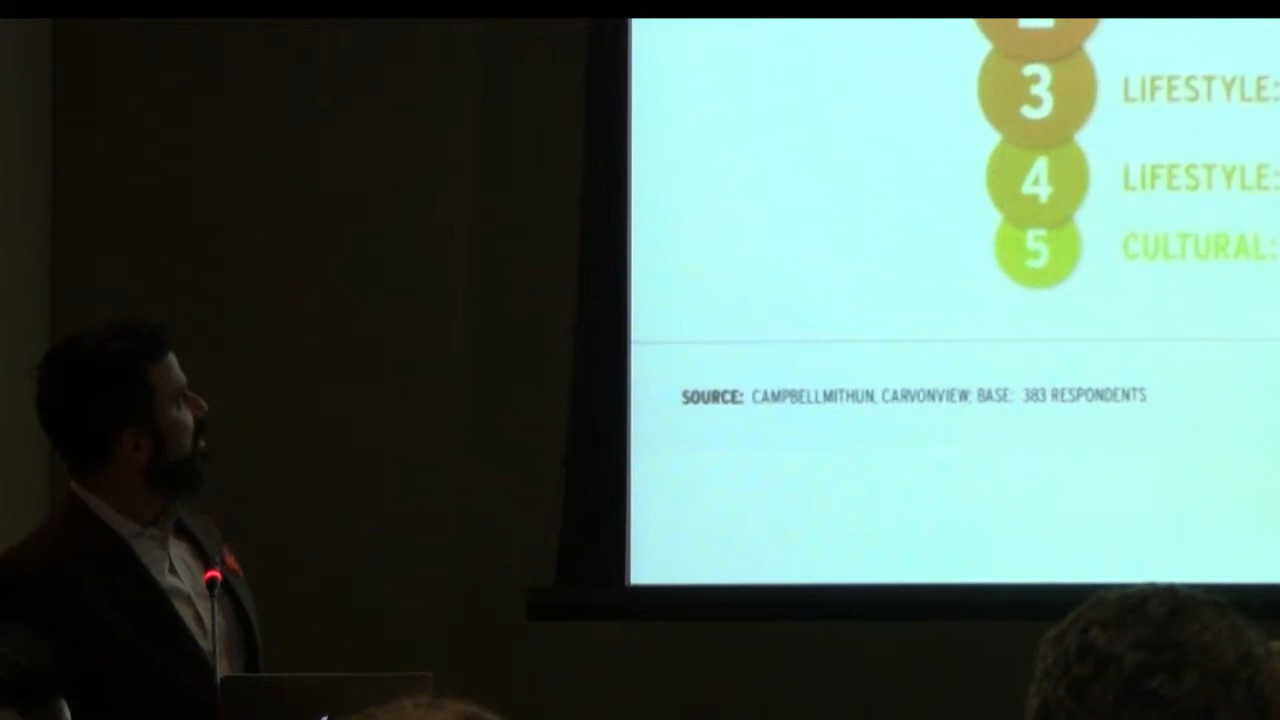 3 LIFESTYLE:
4 LIFESTYLE:
5 CULTURAL:
SOURCE: CAMPBELLMITHUN, CARVONVIEW; BASE: 383 RESPONDENTS